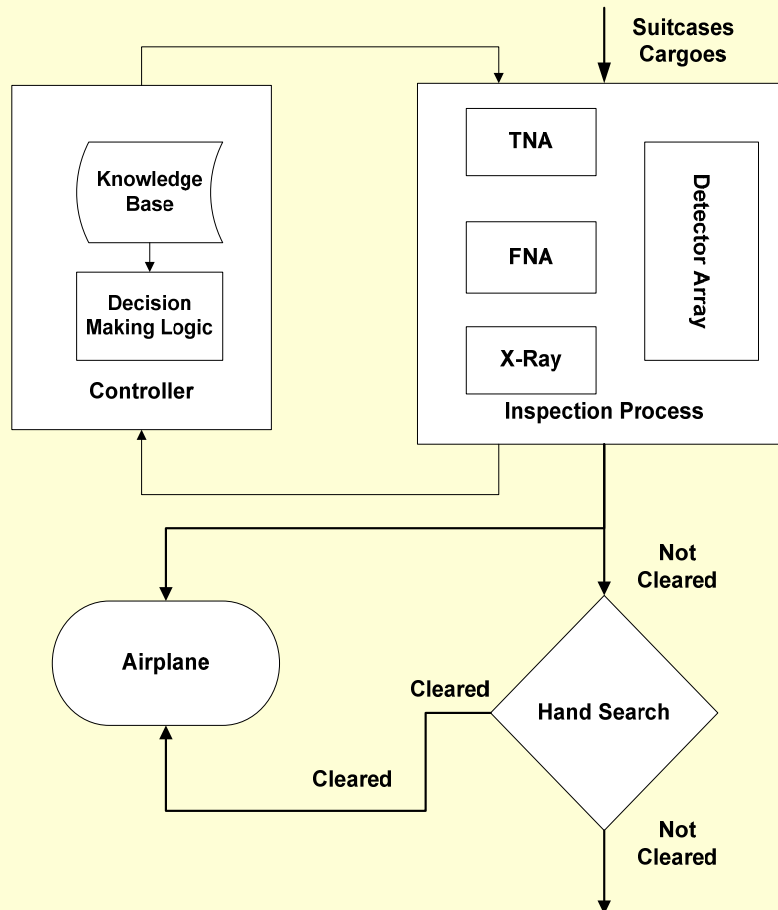 Suitcases
Cargoes
Knowledge
Base
Decision
Making Logic
Controller
TNA
FNA
X-Ray
Detector Array
Inspection Process
Not
Cleared
Airplane
Cleared
Hand Search
Cleared
Not
Cleared